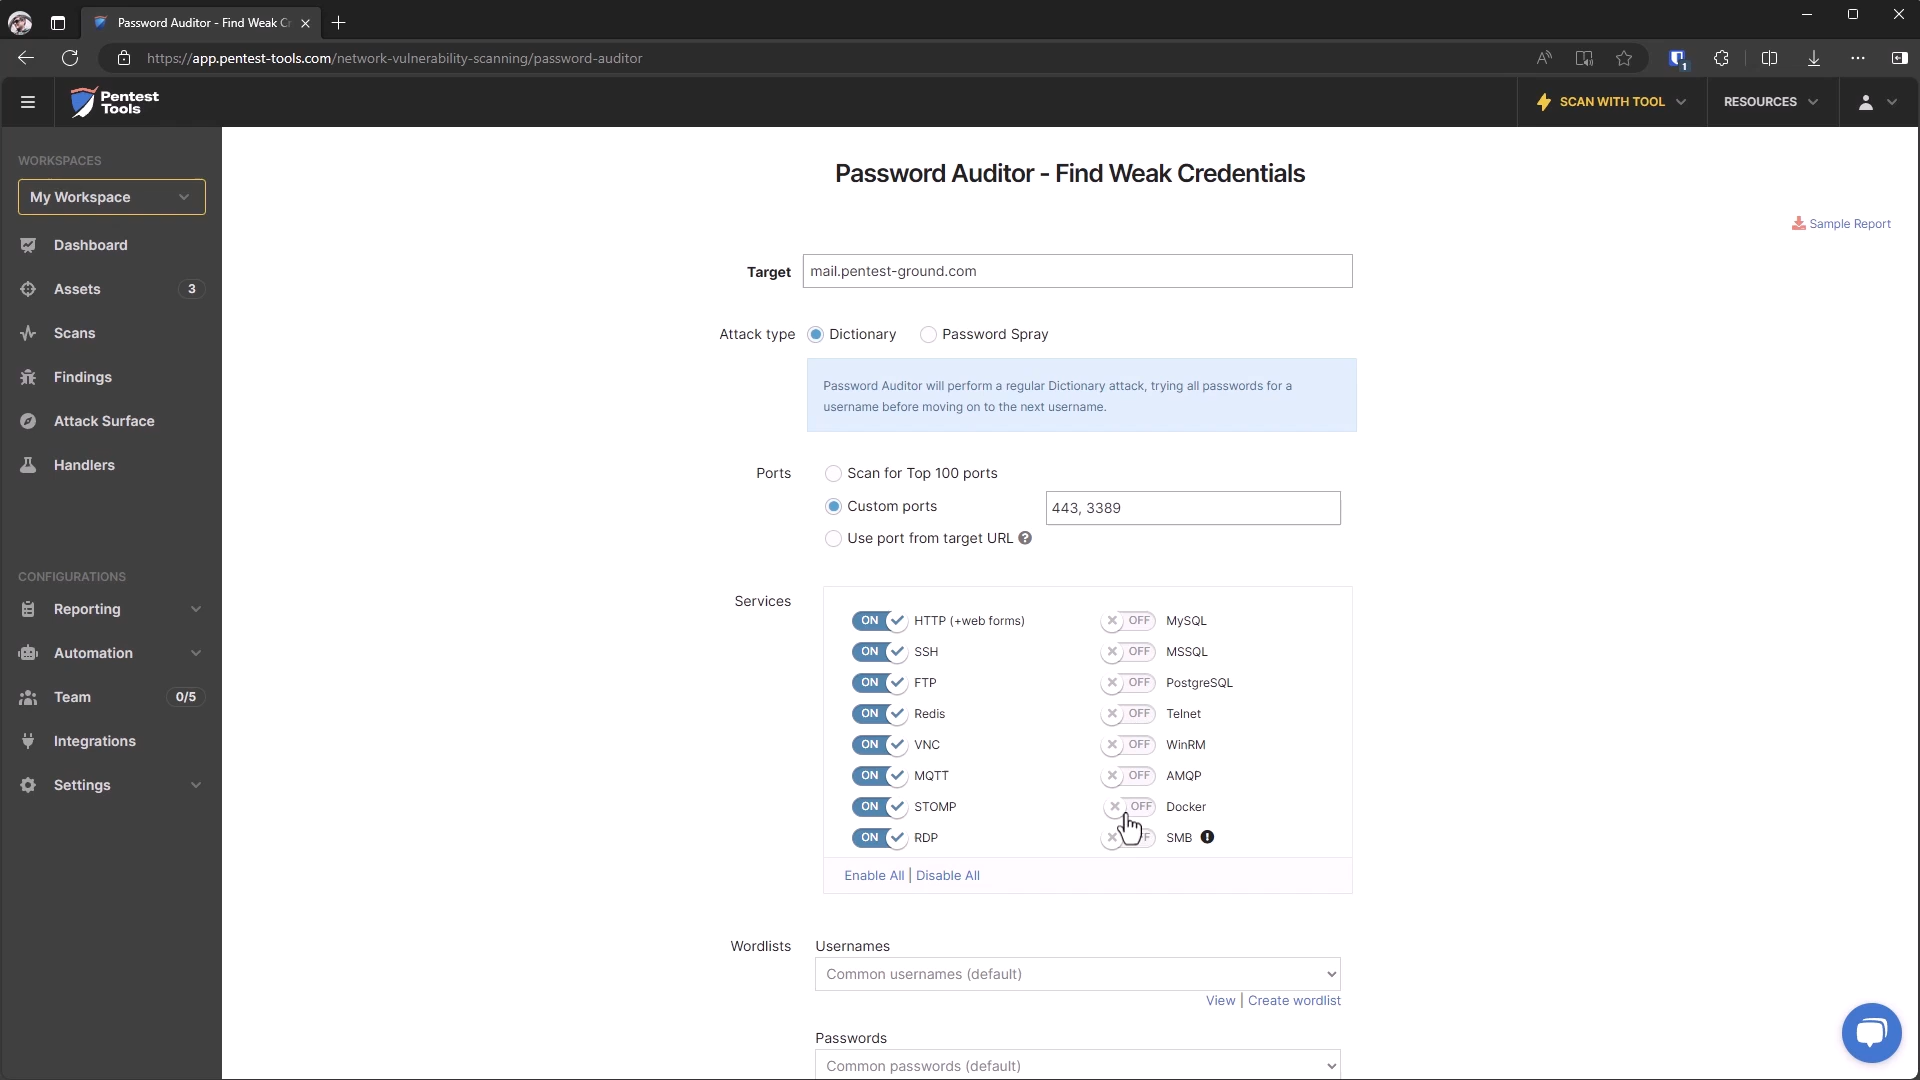 Password Auditor - Find Weak C
https://app.pentest-tools.com/network-vulnerability-scanning/password-auditor
1
Pentest
Tools
SCAN WITH TOOL
RESOURCES
WORKSPACES
My Workspace
Dashboard
Assets 3
Scans
Findings
Attack Surface
Handlers
CONFIGURATIONS
Reporting
Automation
Team 0/5
Integrations
Settings
Password Auditor - Find Weak Credentials
Sample Report
Target mail.pentest-ground.com
Attack type Dictionary Password Spray
Password Auditor will perform a regular Dictionary attack, trying all passwords for a
username before moving on to the next username.
Ports Scan for Top 100 ports
Custom ports 443, 3389
Use port from target URL ?
Services
ON HTTP (+web forms) OFF MySQL
ON SSH OFF MSSQL
ON FTP OFF PostgreSQL
ON Redis OFF Telnet
ON VNC OFF WinRM
ON MQTT OFF AMQP
ON STOMP OFF Docker
ON RDP SMB !
Enable All | Disable All
Wordlists Usernames
Common usernames (default)
View | Create wordlist
Passwords
Common passwords (default)